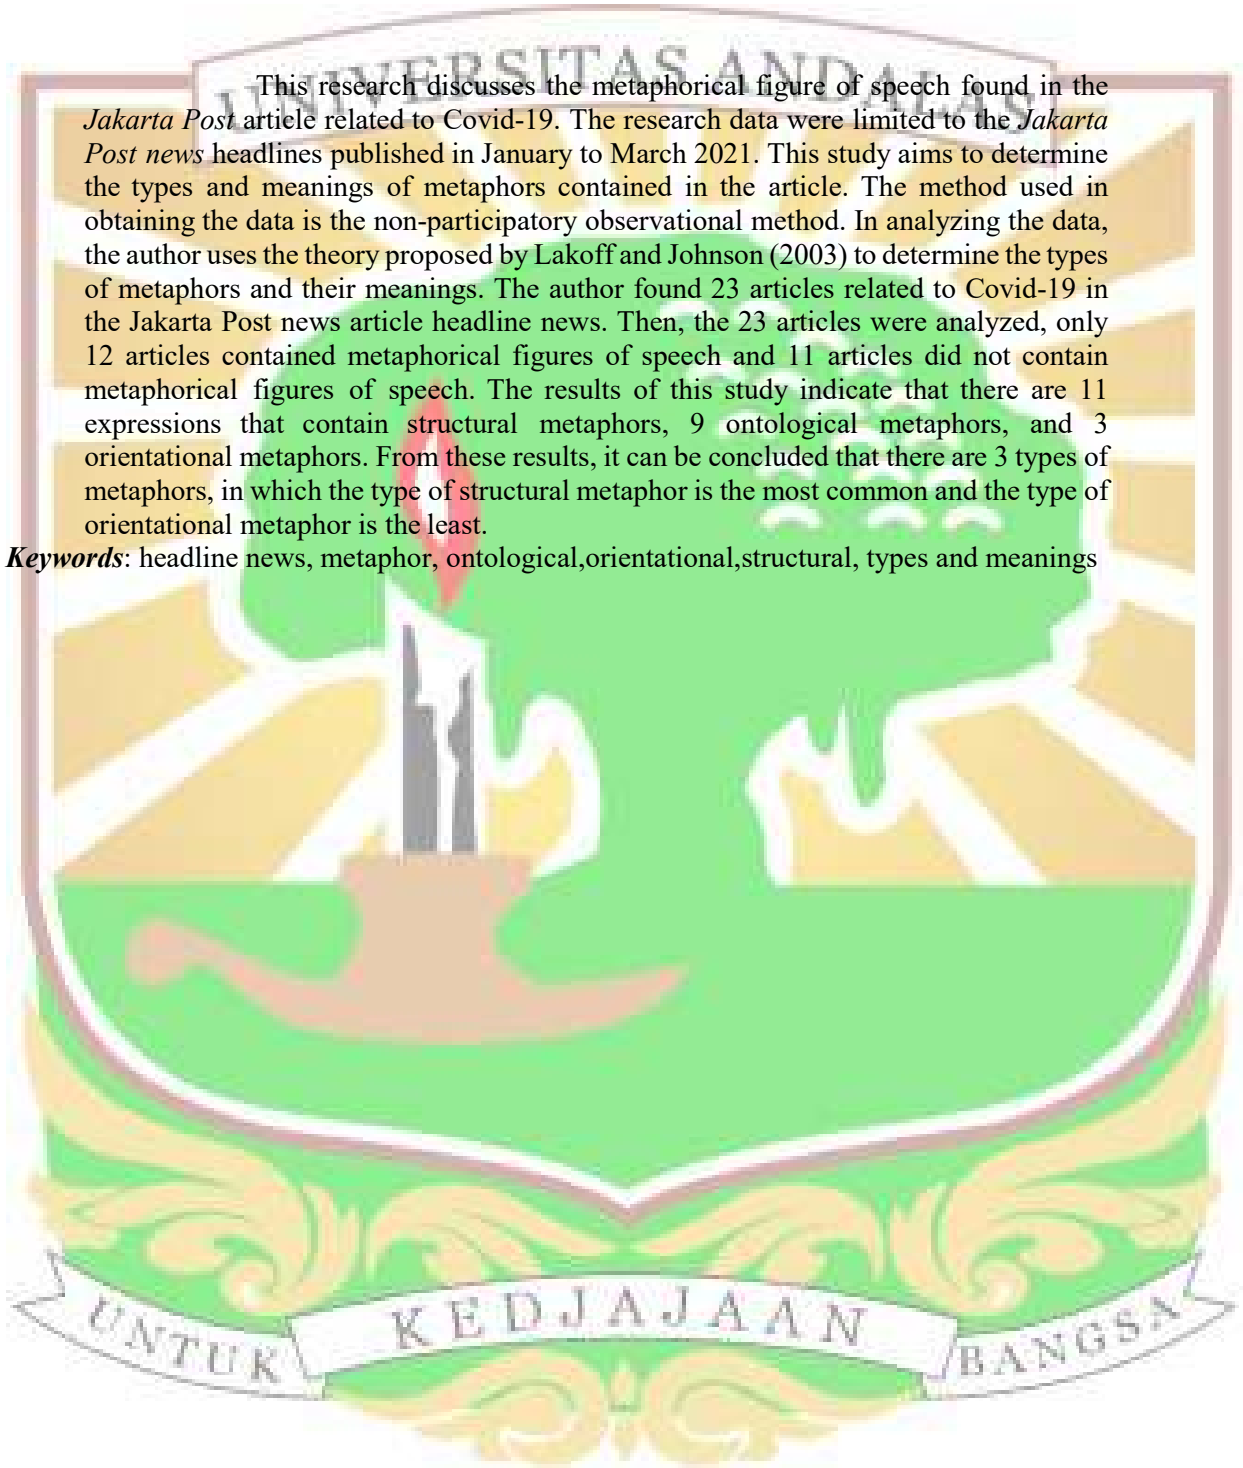 UNIVERSITAS ANDALAS
This research discusses the metaphorical figure of speech found in the
Jakarta Post article related to Covid-19. The research data were limited to the Jakarta
Post news headlines published in January to March 2021. This study aims to determine
the types and meanings of metaphors contained in the article. The method used in
obtaining the data is the non-participatory observational method. In analyzing the data,
the author uses the theory proposed by Lakoff and Johnson (2003) to determine the types
of metaphors and their meanings. The author found 23 articles related to Covid-19 in
the Jakarta Post news article headline news. Then, the 23 articles were analyzed, only
12 articles contained metaphorical figures of speech and 11 articles did not contain
metaphorical figures of speech. The results of this study indicate that there are 11
expressions that contain structural metaphors, 9 ontological metaphors, and 3
orientational metaphors. From these results, it can be concluded that there are 3 types of
metaphors, in which the type of structural metaphor is the most common and the type of
orientational metaphor is the least.
Keywords: headline news, metaphor, ontological,orientational,structural, types and meanings
UNTUK KEDJAJAAN BANGSA